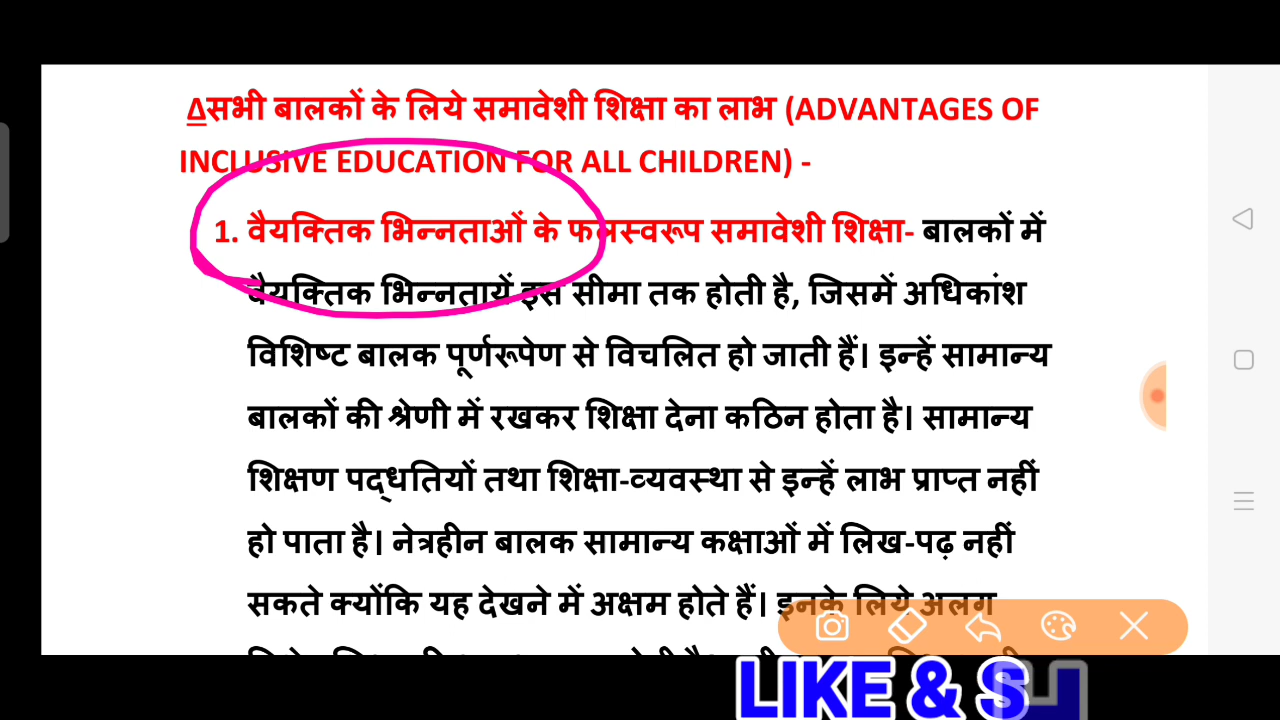 ∆सभी बालकों के लिये समावेशी शिक्षा का लाभ (ADVANTAGES OF
INCLUSIVE EDUCATION FOR ALL CHILDREN) -
1. वैयक्तिक भिन्नताओं के फलस्वरूप समावेशी शिक्षा- बालकों में
वैयक्तिक भिन्नतायें इस सीमा तक होती है, जिसमें अधिकांश
विशिष्ट बालक पूर्णरूपेण से विचलित हो जाती हैं। इन्हें सामान्य
बालकों की श्रेणी में रखकर शिक्षा देना कठिन होता है। सामान्य
शिक्षण पद्धतियों तथा शिक्षा-व्यवस्था से इन्हें लाभ प्राप्त नहीं
हो पाता है। नेत्रहीन बालक सामान्य कक्षाओं में लिख-पढ़ नहीं
सकते क्योंकि यह देखने में अक्षम होते हैं। इनके लिये अलग
LIKE & S